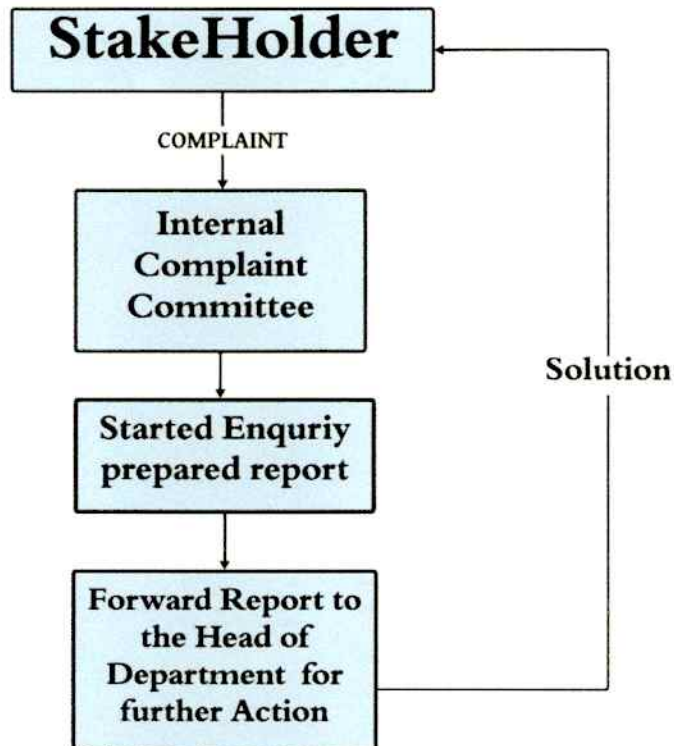 StakeHolder
COMPLAINT
Internal
Complaint
Committee
Started Enquriy
prepared report
Forward Report to
the Head of
Department for
further Action
Solution